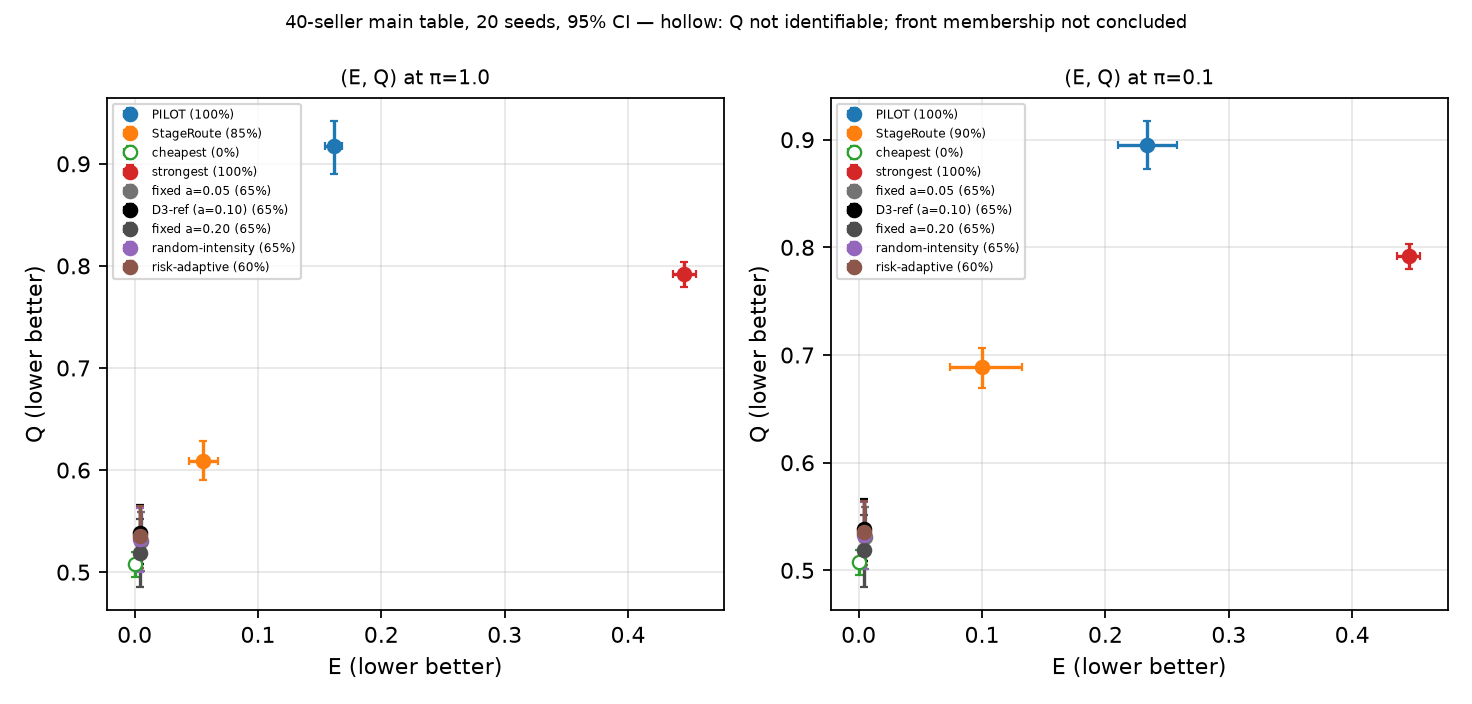 40-seller main table, 20 seeds, 95% CI — hollow: Q not identifiable; front membership not concluded
(E, Q) at π=1.0
PILOT (100%)
StageRoute (85%)
cheapest (0%)
strongest (100%)
fixed a=0.05 (65%)
D3-ref (a=0.10) (65%)
fixed a=0.20 (65%)
random-intensity (65%)
risk-adaptive (60%)
Q (lower better)
0.9
0.8
0.7
0.6
0.5
0.0 0.1 0.2 0.3 0.4
E (lower better)
(E, Q) at π=0.1
PILOT (100%)
StageRoute (90%)
cheapest (0%)
strongest (100%)
fixed a=0.05 (65%)
D3-ref (a=0.10) (65%)
fixed a=0.20 (65%)
random-intensity (65%)
risk-adaptive (60%)
Q (lower better)
0.9
0.8
0.7
0.6
0.5
0.0 0.1 0.2 0.3 0.4
E (lower better)